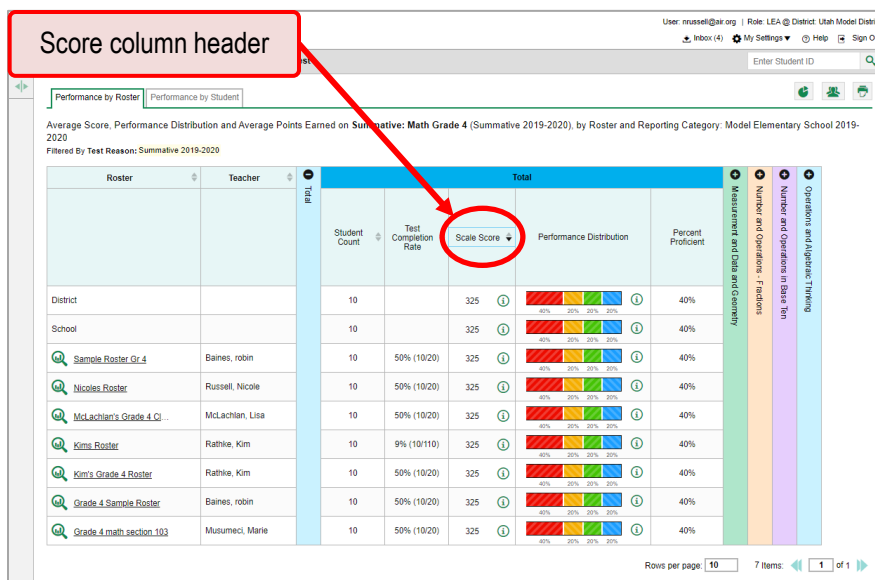 User: nrussell@air.org | Role: LEA @ District: Utah Model Distri
Inbox (4) My Settings ▼ Help Sign O
Score column header
Enter Student ID
Performance by Roster Performance by Student
Average Score, Performance Distribution and Average Points Earned on Summative: Math Grade 4 (Summative 2019-2020), by Roster and Reporting Category: Model Elementary School 2019-
2020
Filtered By Test Reason: Summative 2019-2020
Roster Teacher Total Total Measurement and Data and Geometry Number and Operations - Fractions Number and Operations in Base Ten Operations and Algebraic Thinking
Student Count Test Completion Rate Scale Score Performance Distribution Percent Proficient
District 10 325 40%
40% 20% 20% 20%
School 10 325 40%
40% 20% 20% 20%
Sample Roster Gr 4 Baines, robin 10 50% (10/20) 325 40%
40% 20% 20% 20%
Nicoles Roster Russell, Nicole 10 50% (10/20) 325 40%
40% 20% 20% 20%
McLachlan's Grade 4 Cl... McLachlan, Lisa 10 50% (10/20) 325 40%
40% 20% 20% 20%
Kims Roster Rathke, Kim 10 9% (10/110) 325 40%
40% 20% 20% 20%
Kim's Grade 4 Roster Rathke, Kim 10 50% (10/20) 325 40%
40% 20% 20% 20%
Grade 4 Sample Roster Baines, robin 10 50% (10/20) 325 40%
40% 20% 20% 20%
Grade 4 math section 103 Musumeci, Marie 10 50% (10/20) 325 40%
40% 20% 20% 20%
Rows per page: 10 7 Items: 1 of 1